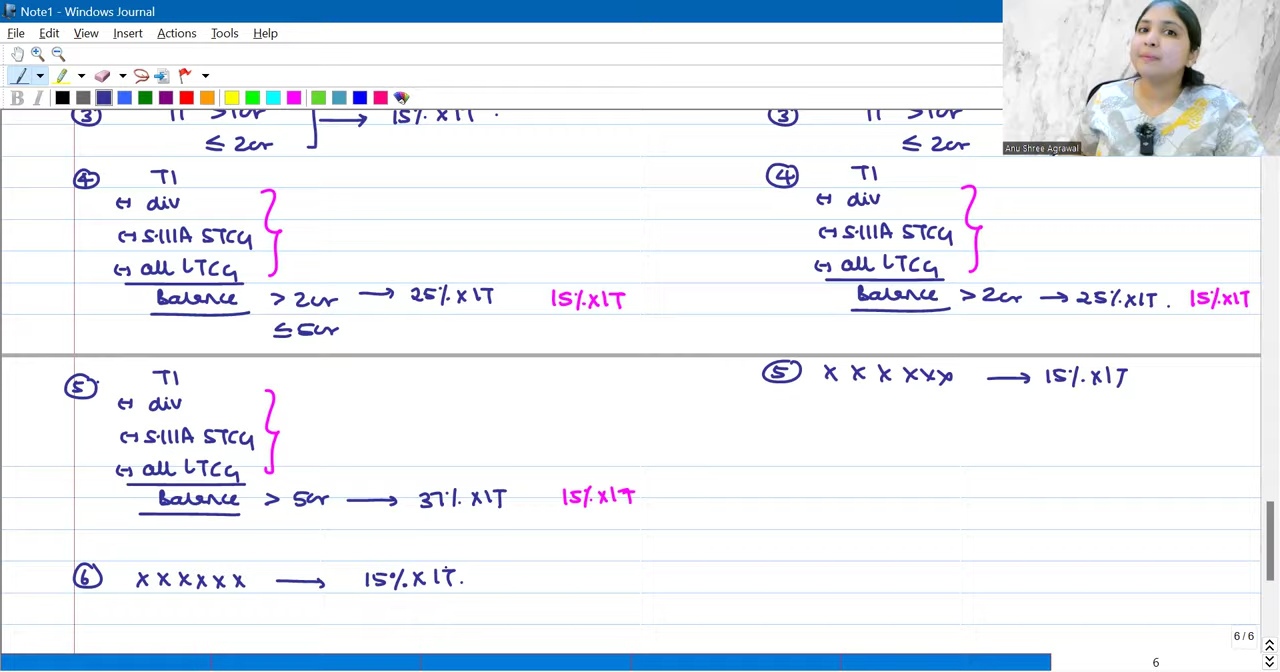 Note1 - Windows Journal
File Edit View Insert Actions Tools Help
B I
Anu Shree Agrawal
③ TI >1cr → 15% x IT .
≤ 2cr
④ TI
(-) div
(-) S.111A STCG
(-) all LTCG
Balance > 2cr → 25% x IT 15% x IT
≤ 5cr
⑤ TI
(-) div
(-) S.111A STCG
(-) all LTCG
Balance > 5cr → 37% x IT 15% x IT
⑥ x x x x x x → 15% x IT.
③ TI >1cr
≤ 2cr
④ TI
(-) div
(-) S.111A STCG
(-) all LTCG
Balance > 2cr → 25% x IT . 15% x IT
⑤ x x x x x x → 15% x IT
6 / 6
6